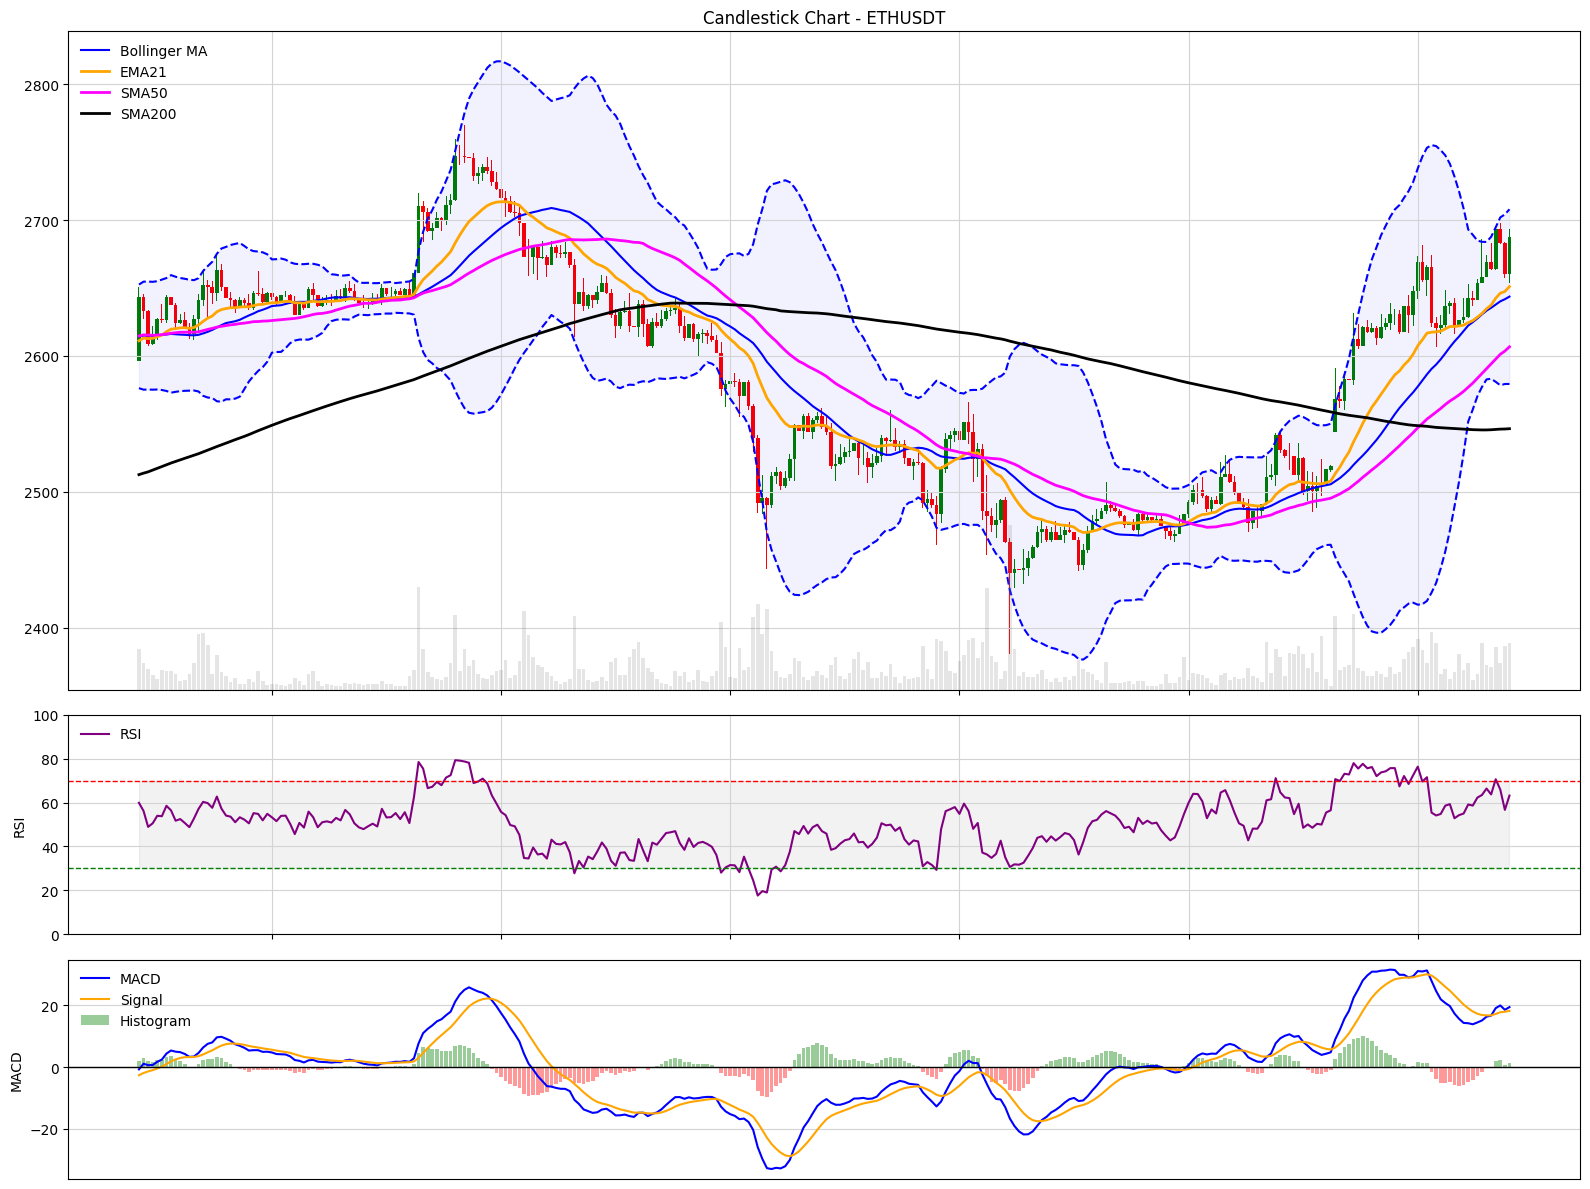 Candlestick Chart - ETHUSDT
Bollinger MA
EMA21
SMA50
SMA200
2800
2700
2600
2500
2400
RSI
100
80
60
40
20
0
RSI
MACD
Signal
Histogram
20
0
−20
MACD